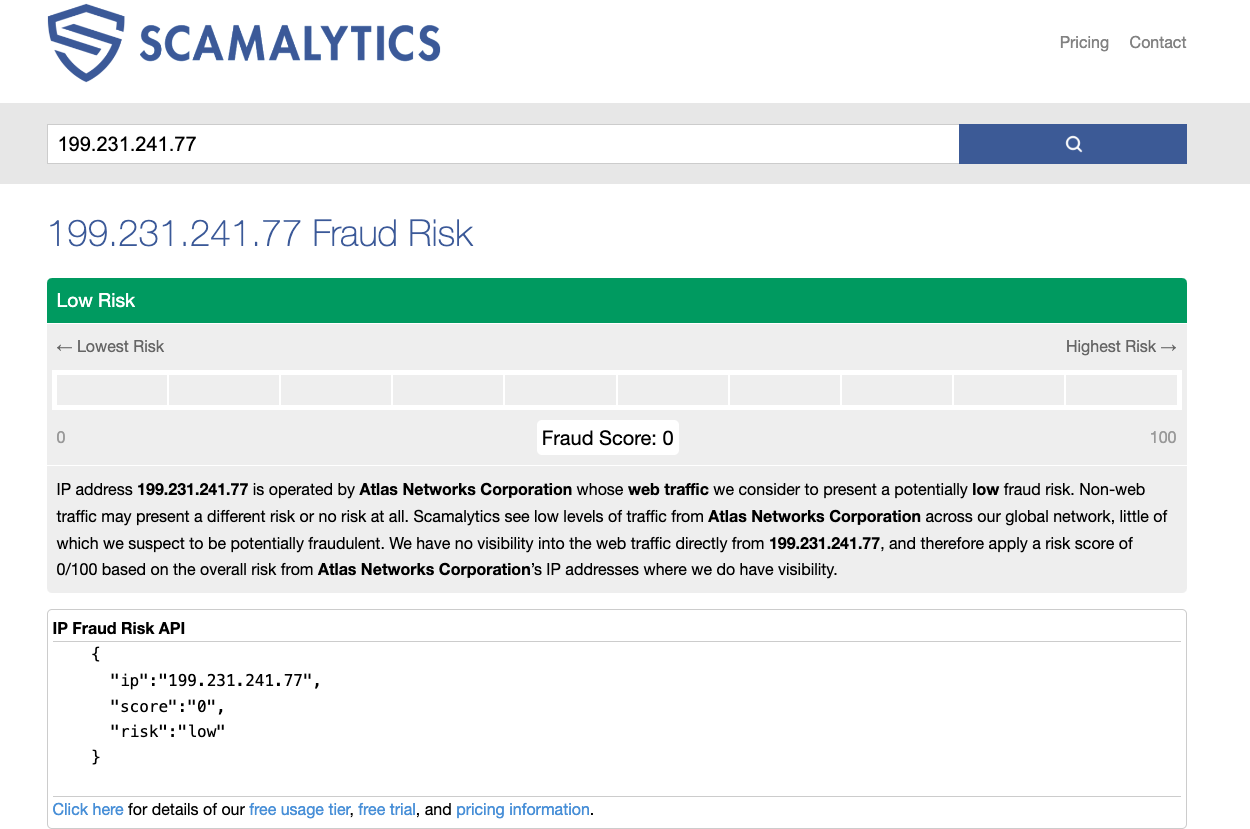 SCAMALYTICS
Pricing Contact
199.231.241.77
199.231.241.77 Fraud Risk
Low Risk
← Lowest Risk Highest Risk →
0 Fraud Score: 0 100
IP address 199.231.241.77 is operated by Atlas Networks Corporation whose web traffic we consider to present a potentially low fraud risk. Non-web
traffic may present a different risk or no risk at all. Scamalytics see low levels of traffic from Atlas Networks Corporation across our global network, little of
which we suspect to be potentially fraudulent. We have no visibility into the web traffic directly from 199.231.241.77, and therefore apply a risk score of
0/100 based on the overall risk from Atlas Networks Corporation's IP addresses where we do have visibility.
IP Fraud Risk API
{
"ip":"199.231.241.77",
"score":"0",
"risk":"low"
}
Click here for details of our free usage tier, free trial, and pricing information.